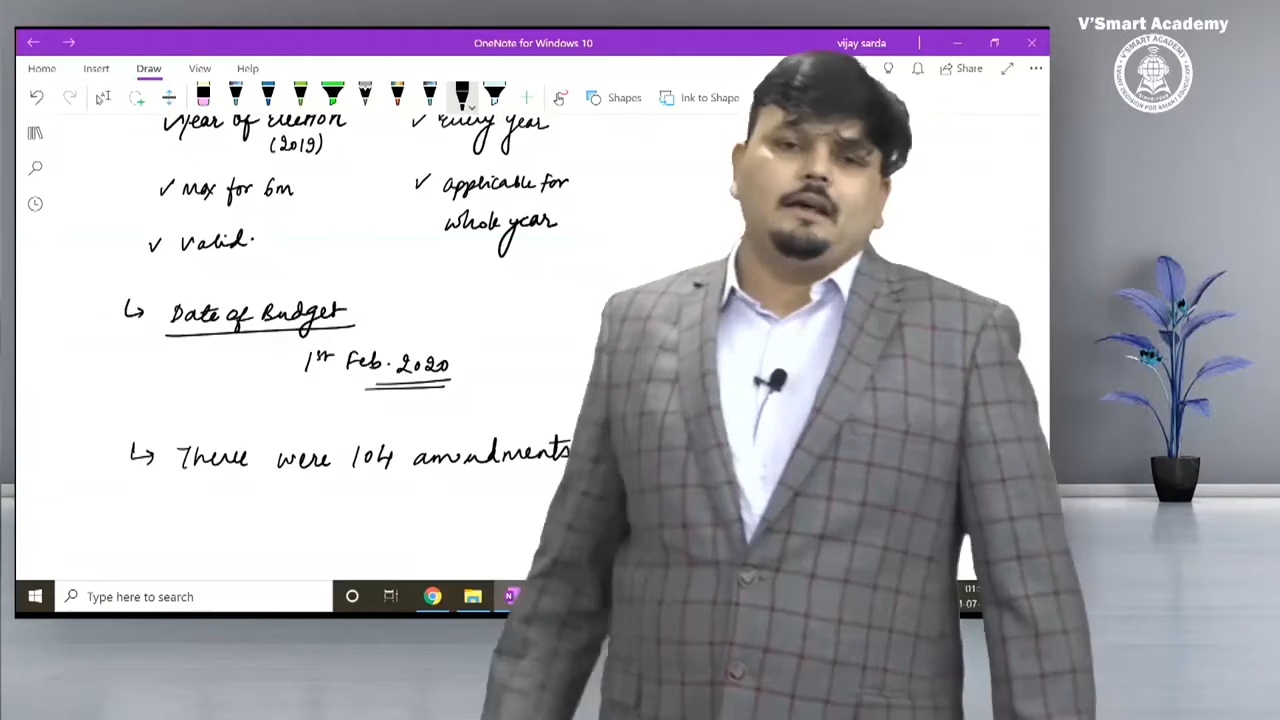 V'Smart Academy
OneNote for Windows 10
vijay sarda
Home Insert Draw View Help
Share
Shapes Ink to Shape
Year of Election
(2019)
Every year
Max for 6m
applicable for
whole year
Valid.
Date of Budget
1st Feb. 2020
There were 104 amendments
Type here to search